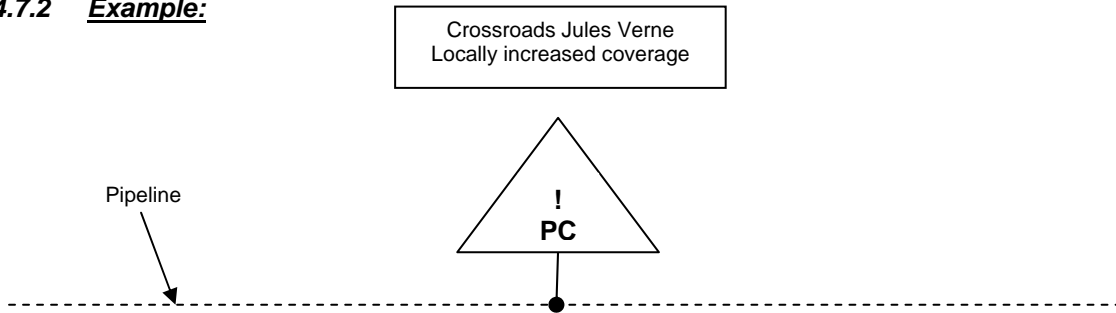 4.7.2 Example:
Crossroads Jules Verne
Locally increased coverage
Pipeline
!
PC